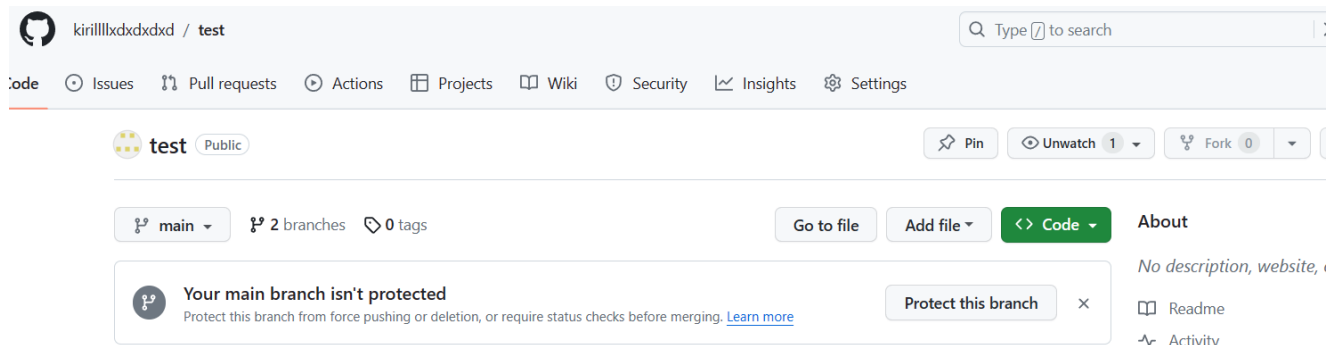 kirillllxdxdxdxd / test
Type / to search
Code Issues Pull requests Actions Projects Wiki Security Insights Settings
test Public
Pin Unwatch 1 Fork 0
main 2 branches 0 tags
Go to file Add file Code
About
No description, website,
Your main branch isn't protected
Protect this branch from force pushing or deletion, or require status checks before merging. Learn more
Protect this branch
Readme
Activity